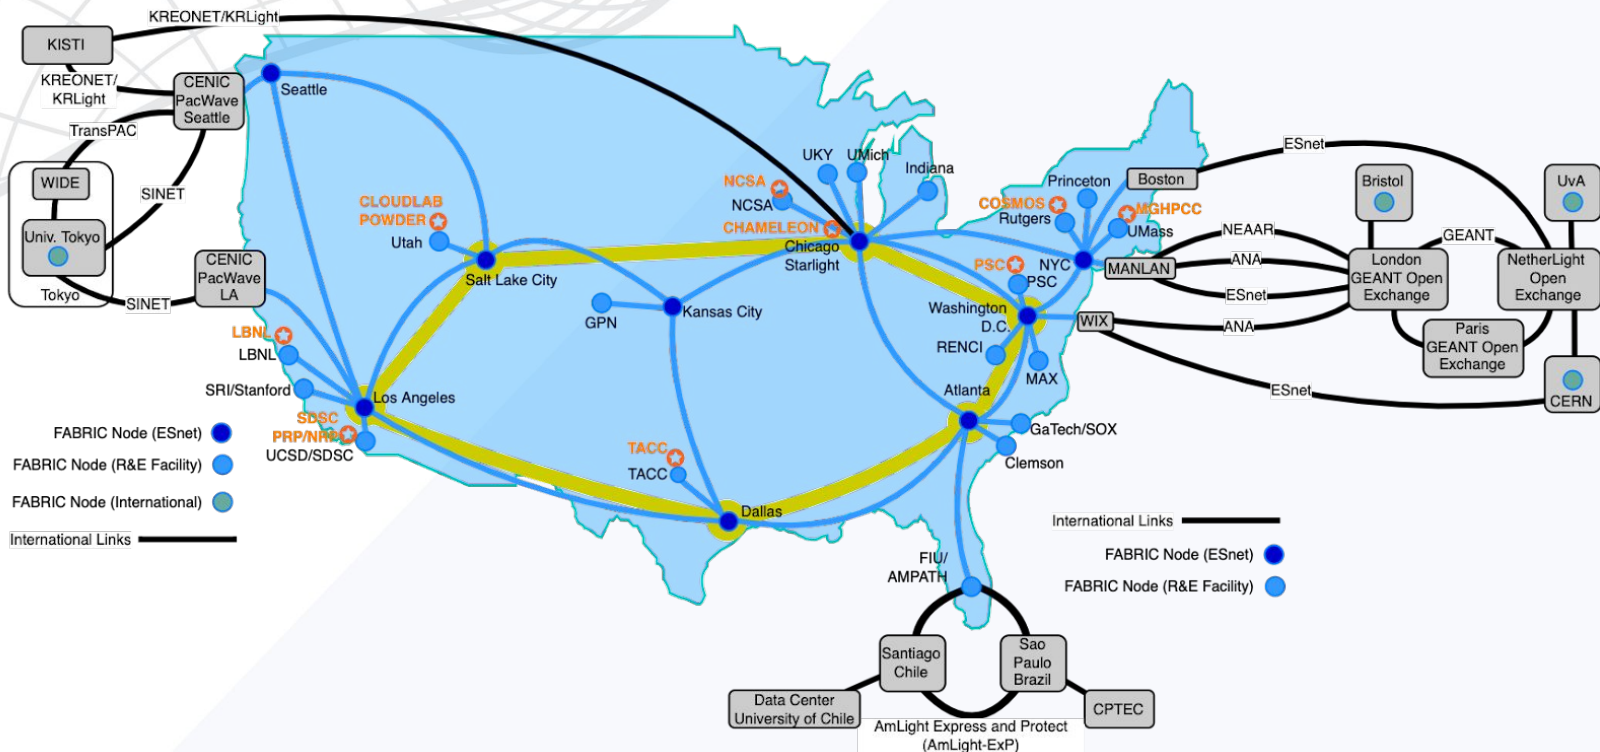 KREONET/KRLight
KISTI
KREONET/
KRLight
CENIC
PacWave
Seattle
Seattle
TransPAC
WIDE
SINET
Univ. Tokyo
Tokyo
SINET
CENIC
PacWave
LA
CLOUDLAB
POWDER
Utah
Salt Lake City
GPN
Kansas City
LBNL
LBNL
SRI/Stanford
Los Angeles
SDSC
PRP/NRP
UCSD/SDSC
TACC
TACC
Dallas
NCSA
NCSA
UKY
UMich
Indiana
CHAMELEON
Chicago
Starlight
COSMOS
Rutgers
Princeton
Boston
MGHPCC
UMass
NYC
MANLAN
PSC
PSC
Washington
D.C.
WIX
RENCI
MAX
Atlanta
GaTech/SOX
Clemson
FIU/
AMPATH
ESnet
NEAAR
ANA
ESnet
ANA
ESnet
Bristol
UvA
GEANT
London
GEANT Open
Exchange
NetherLight
Open
Exchange
Paris
GEANT Open
Exchange
CERN
FABRIC Node (ESnet)
FABRIC Node (R&E Facility)
FABRIC Node (International)
International Links
International Links
FABRIC Node (ESnet)
FABRIC Node (R&E Facility)
Santiago
Chile
Sao
Paulo
Brazil
Data Center
University of Chile
CPTEC
AmLight Express and Protect
(AmLight-ExP)